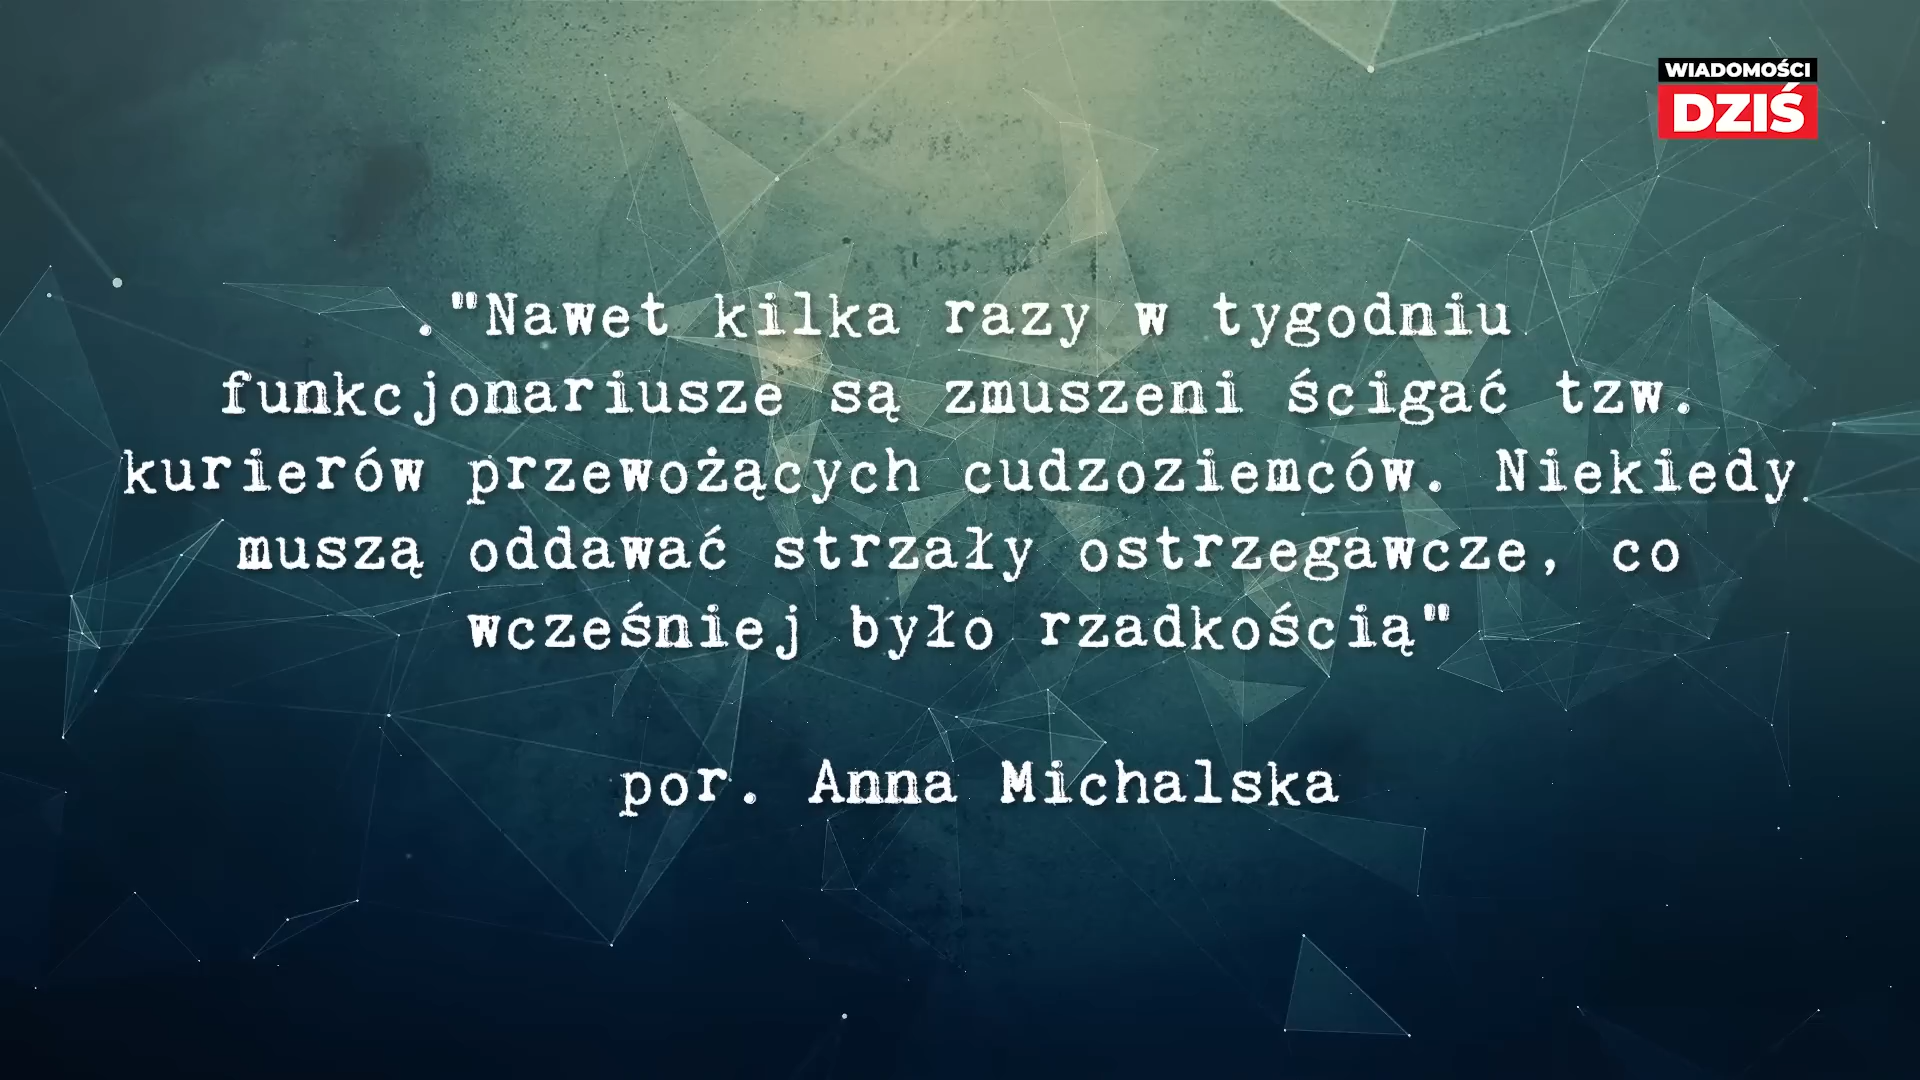 WIADOMOŚCI
DZIŚ
."Nawet kilka razy w tygodniu
funkcjonariusze są zmuszeni ścigać tzw.
kurierów przewożących cudzoziemców. Niekiedy
muszą oddawać strzały ostrzegawcze, co
wcześniej było rzadkością"
por. Anna Michalska